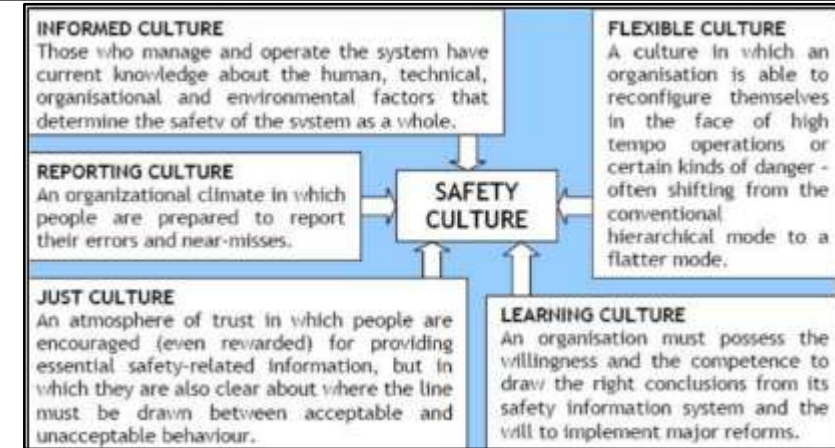 INFORMED CULTURE
Those who manage and operate the system have
current knowledge about the human, technical,
organisational and environmental factors that
determine the safety of the system as a whole.
FLEXIBLE CULTURE
A culture in which an
organisation is able to
reconfigure themselves
in the face of high
tempo operations or
certain kinds of danger -
often shifting from the
conventional
hierarchical mode to a
flatter mode.
REPORTING CULTURE
An organizational climate in which
people are prepared to report
their errors and near-misses.
SAFETY
CULTURE
JUST CULTURE
An atmosphere of trust in which people are
encouraged (even rewarded) for providing
essential safety-related information, but in
which they are also clear about where the line
must be drawn between acceptable and
unacceptable behaviour.
LEARNING CULTURE
An organisation must possess the
willingness and the competence to
draw the right conclusions from its
safety information system and the
will to implement major reforms.